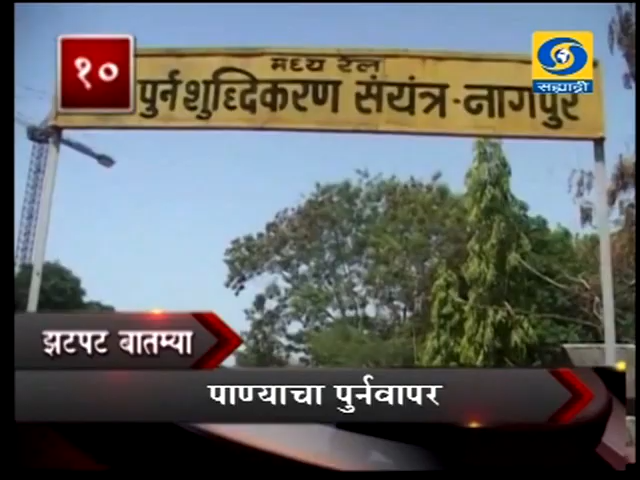 १०
मध्य रेल
पुर्नशुध्दिकरण संयंत्र-नागपुर
सह्याद्री
झटपट बातम्या
पाण्याचा पुर्नवापर